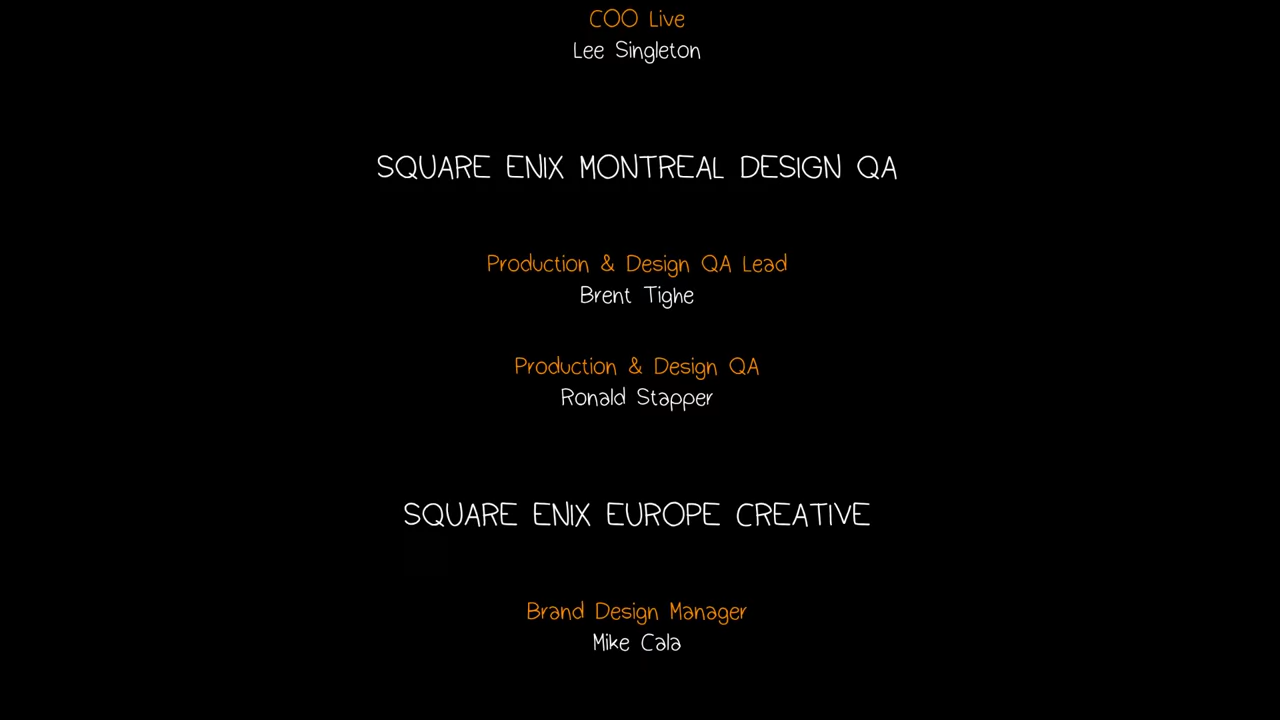 COO Live
Lee Singleton
SQUARE ENIX MONTREAL DESIGN QA
Production & Design QA Lead
Brent Tighe
Production & Design QA
Ronald Stapper
SQUARE ENIX EUROPE CREATIVE
Brand Design Manager
Mike Cala